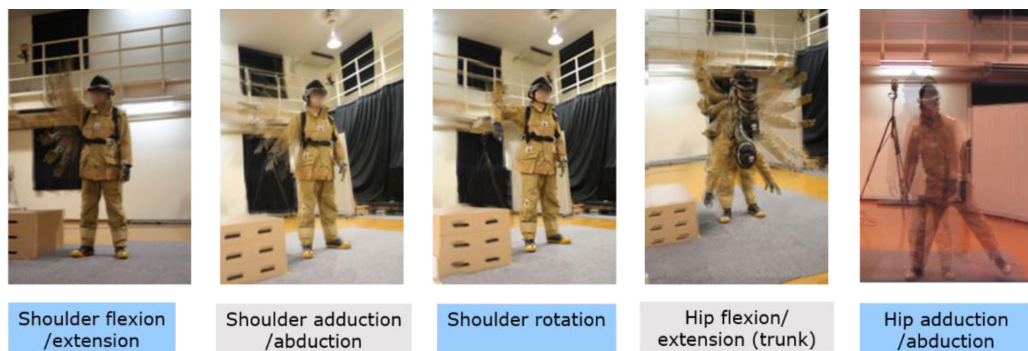 Shoulder flexion
/extension
Shoulder adduction
/abduction
Shoulder rotation
Hip flexion/
extension (trunk)
Hip adduction
/abduction